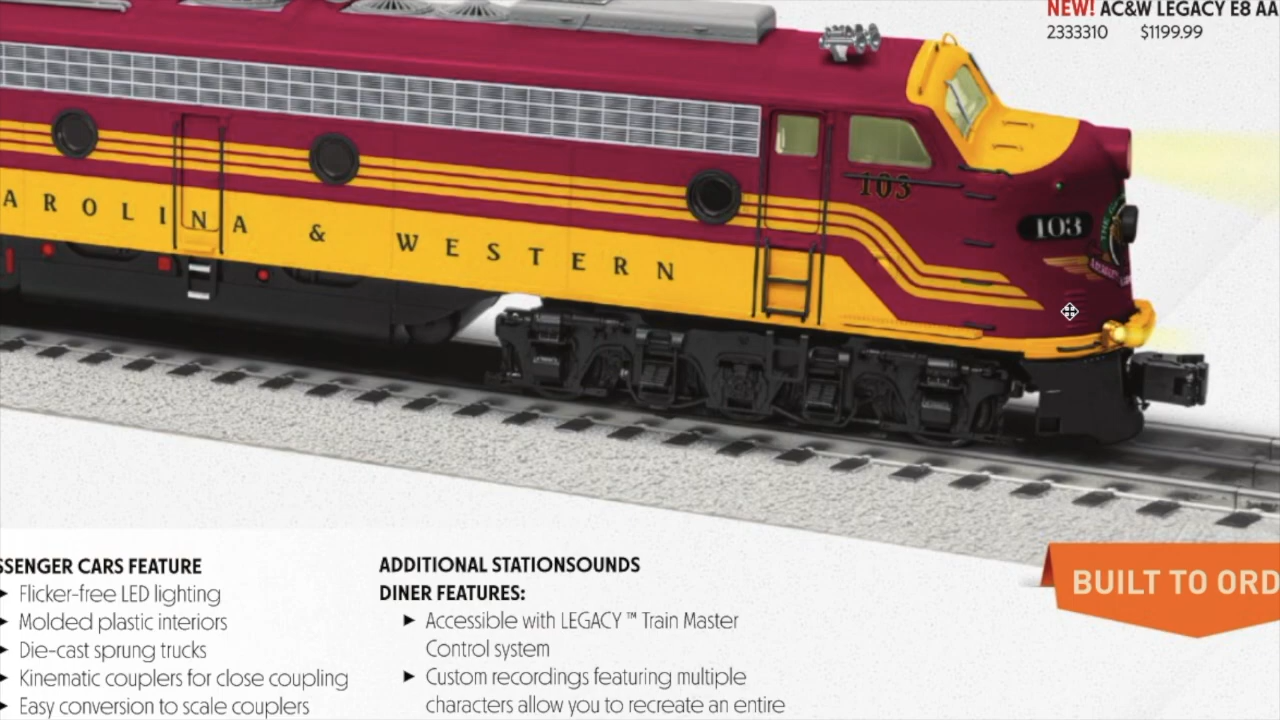 NEW! AC&W LEGACY E8 AA
2333310 $1199.99
103
103
AROLINA & WESTERN
SSENGER CARS FEATURE
► Flicker-free LED lighting
► Molded plastic interiors
► Die-cast sprung trucks
► Kinematic couplers for close coupling
► Easy conversion to scale couplers
ADDITIONAL STATIONSOUNDS
DINER FEATURES:
► Accessible with LEGACY ™ Train Master
Control system
► Custom recordings featuring multiple
characters allow you to recreate an entire
BUILT TO ORD